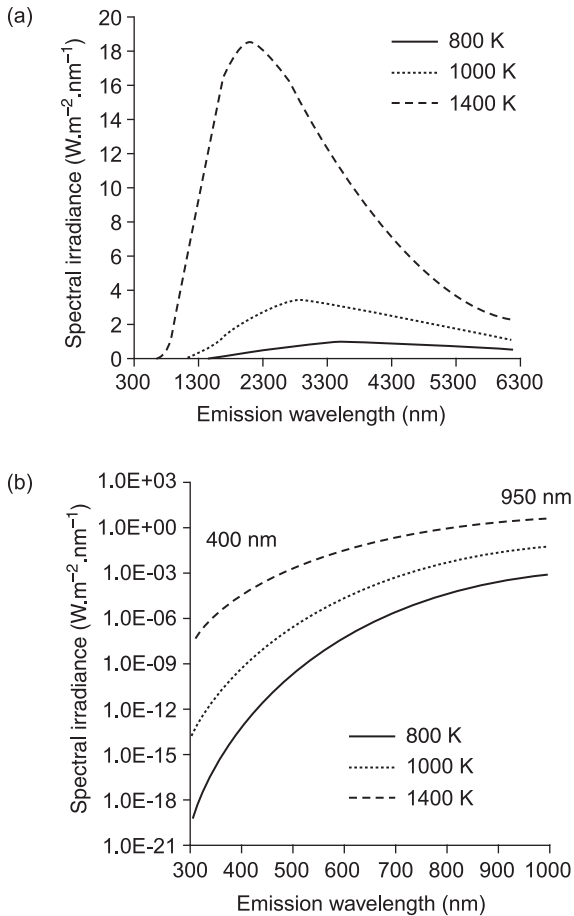 (a)
20
18
16
14
12
10
8
6
4
2
0
Spectral irradiance (W.m⁻².nm⁻¹)
800 K
1000 K
1400 K
300 1300 2300 3300 4300 5300 6300
Emission wavelength (nm)
(b)
1.0E+03
1.0E+00
1.0E−03
1.0E−06
1.0E−09
1.0E−12
1.0E−15
1.0E−18
1.0E−21
Spectral irradiance (W.m⁻².nm⁻¹)
950 nm
400 nm
800 K
1000 K
1400 K
300 400 500 600 700 800 900 1000
Emission wavelength (nm)